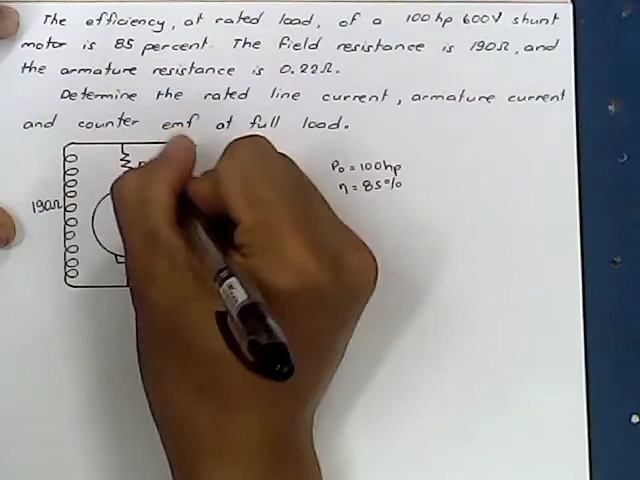 The efficiency, at rated load, of a 100hp 600V shunt
motor is 85 percent. The field resistance is 190Ω, and
the armature resistance is 0.22Ω.
Determine the rated line current, armature current
and counter emf at full load.
Po = 100hp
η = 85%
190Ω